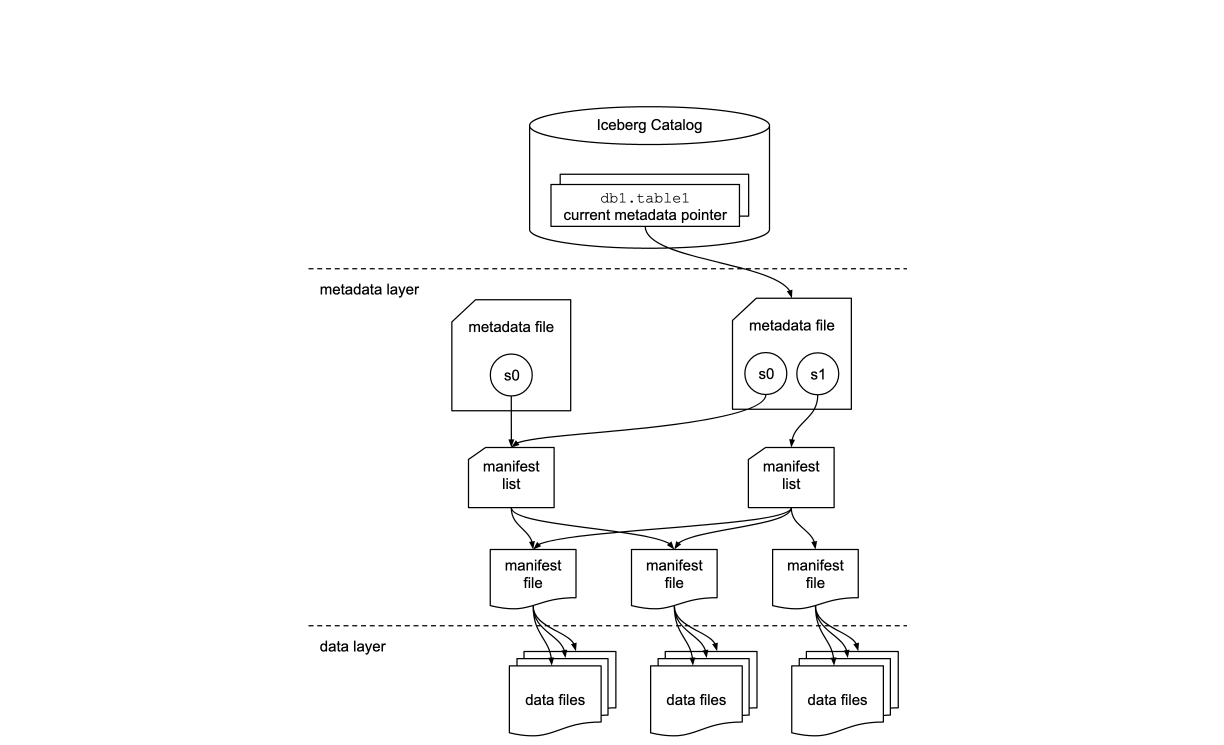 Iceberg Catalog
db1.table1
current metadata pointer
metadata layer
metadata file
metadata file
s0
s0
s1
manifest
list
manifest
list
manifest
file
manifest
file
manifest
file
data layer
data files
data files
data files